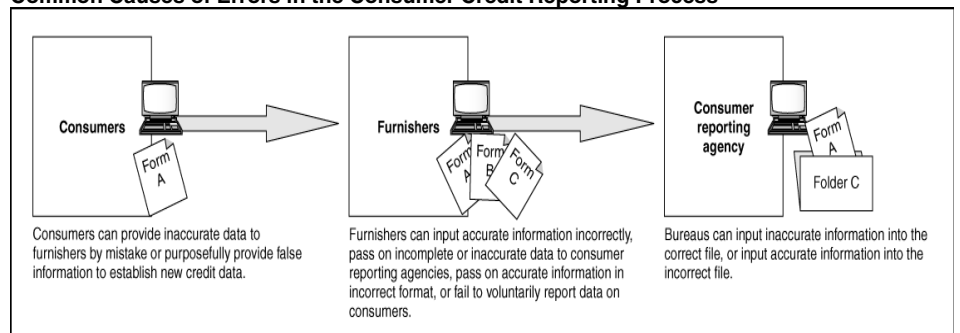 Common Causes of Errors in the Consumer Credit Reporting Process
Consumers
Form
A
Consumers can provide inaccurate data to
furnishers by mistake or purposefully provide false
information to establish new credit data.
Furnishers
Form
A
Form
B
Form
C
Furnishers can input accurate information incorrectly,
pass on incomplete or inaccurate data to consumer
reporting agencies, pass on accurate information in
incorrect format, or fail to voluntarily report data on
consumers.
Consumer
reporting
agency
Form
A
Folder C
Bureaus can input inaccurate information into the
correct file, or input accurate information into the
incorrect file.